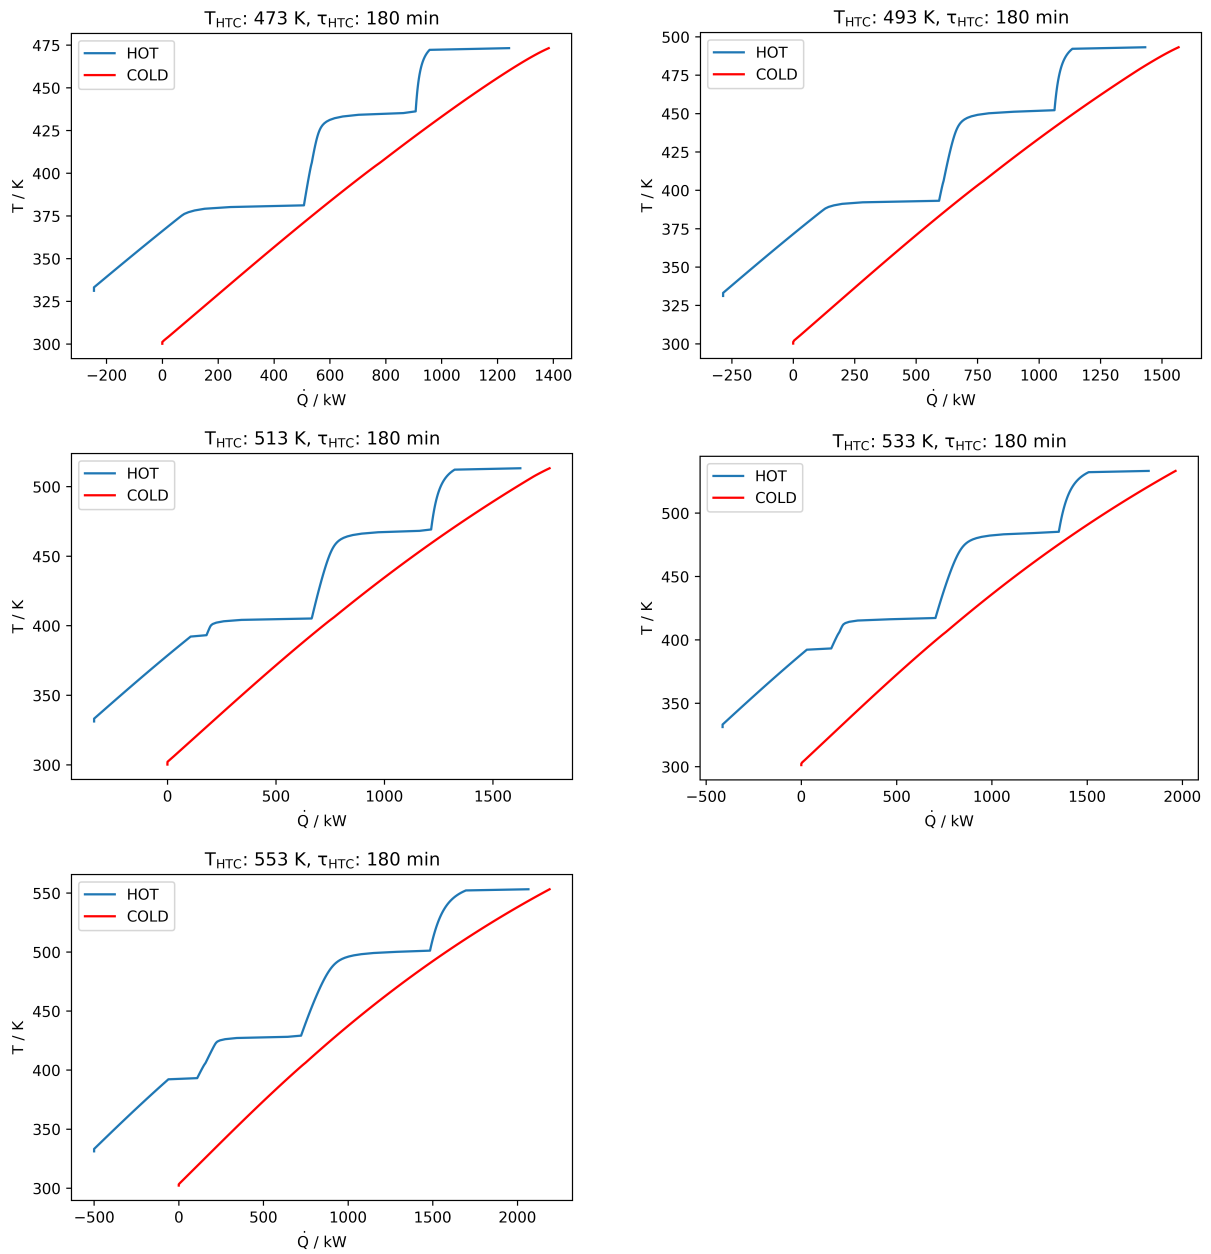 T_HTC: 473 K, τ_HTC: 180 min
475
450
425
400
375
350
325
300
T / K
HOT
COLD
−200 0 200 400 600 800 1000 1200 1400
Q̇ / kW
T_HTC: 493 K, τ_HTC: 180 min
500
475
450
425
400
375
350
325
300
T / K
HOT
COLD
−250 0 250 500 750 1000 1250 1500
Q̇ / kW
T_HTC: 513 K, τ_HTC: 180 min
500
450
400
350
300
T / K
HOT
COLD
0 500 1000 1500
Q̇ / kW
T_HTC: 533 K, τ_HTC: 180 min
500
450
400
350
300
T / K
HOT
COLD
−500 0 500 1000 1500 2000
Q̇ / kW
T_HTC: 553 K, τ_HTC: 180 min
550
500
450
400
350
300
T / K
HOT
COLD
−500 0 500 1000 1500 2000
Q̇ / kW